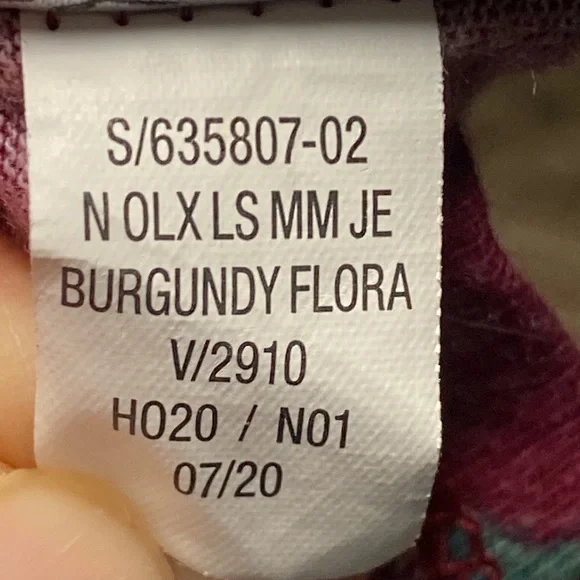 S/635807-02
N OLX LS MM JE
BURGUNDY FLORA
V/2910
HO20 / N01
07/20